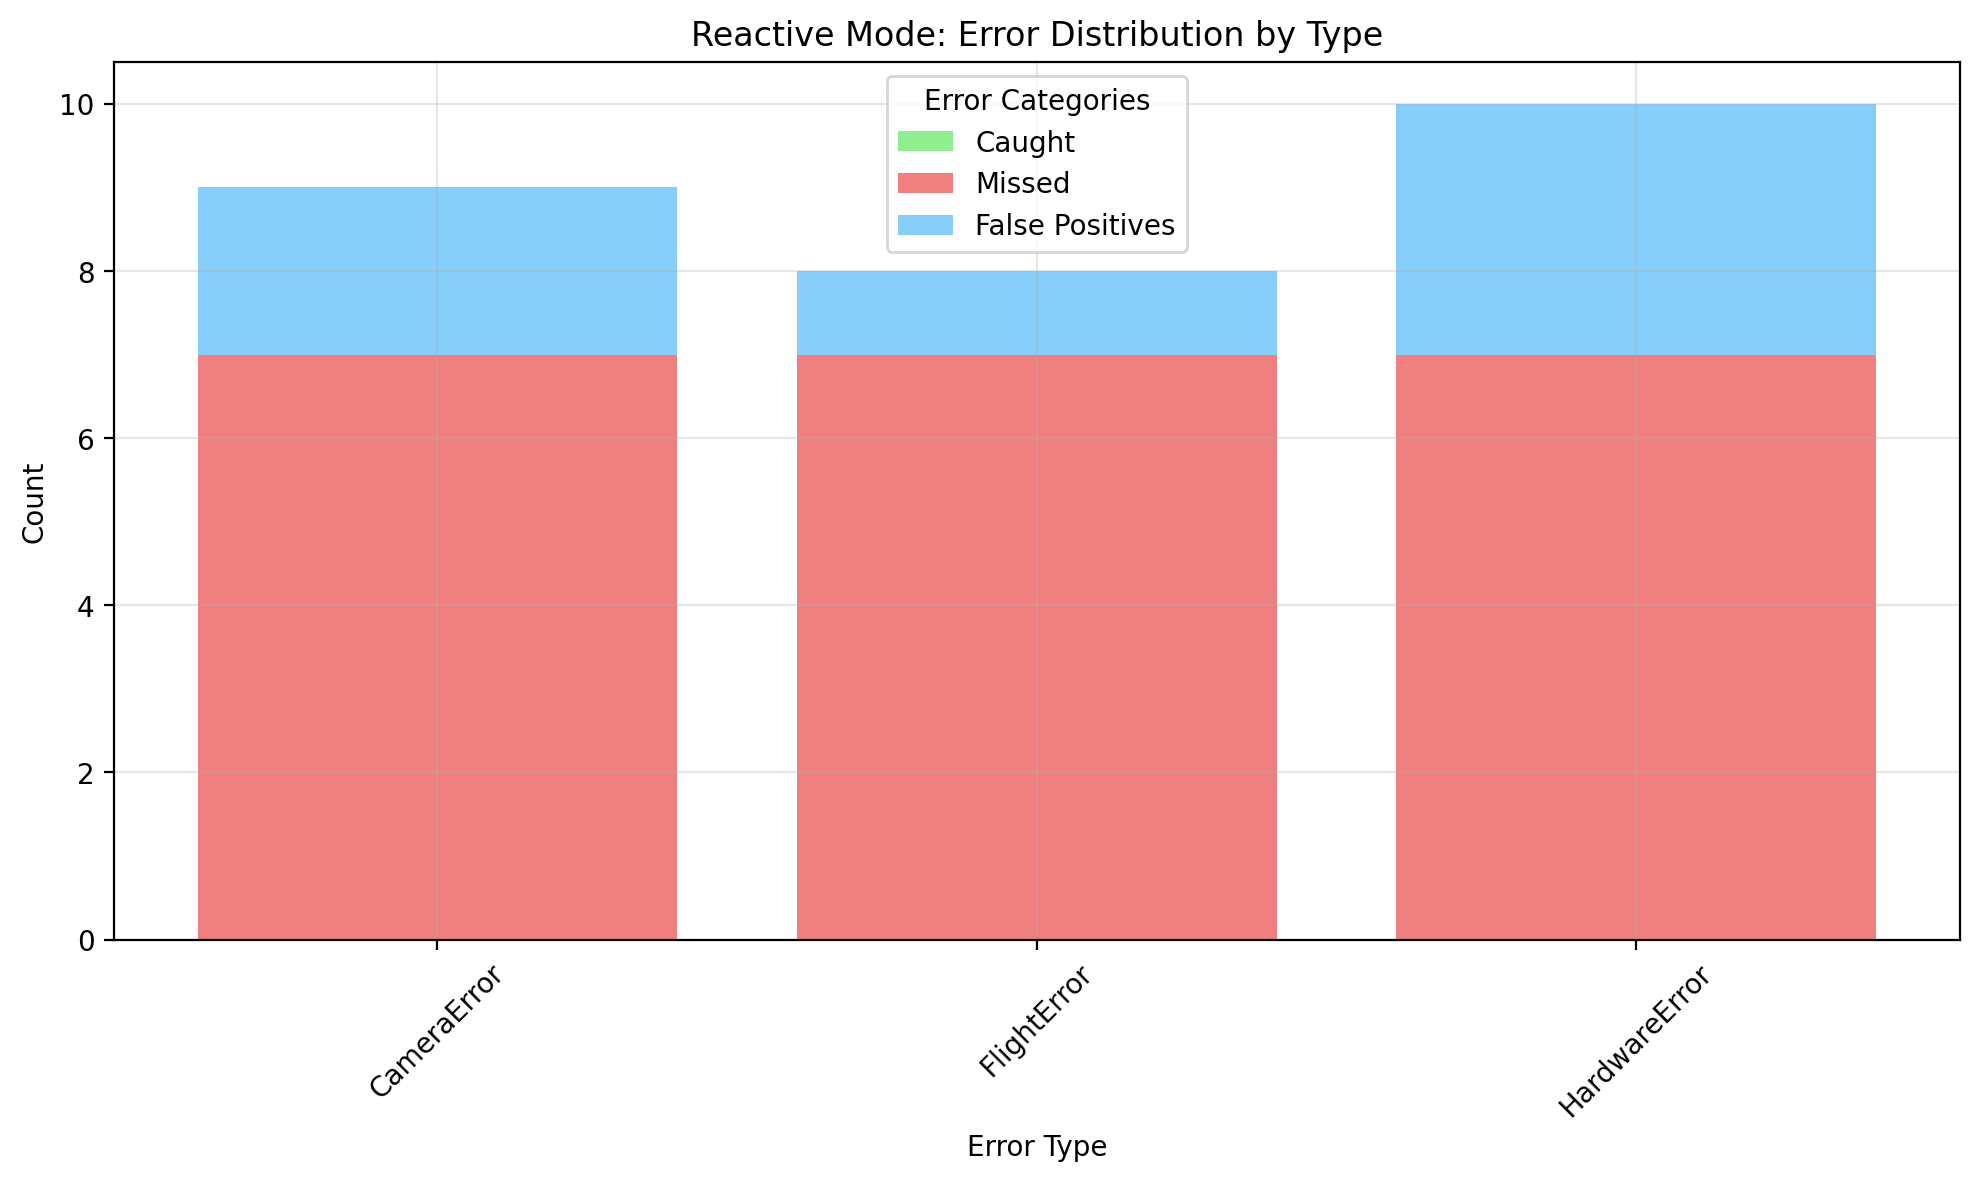 Reactive Mode: Error Distribution by Type
Error Categories
Caught
Missed
False Positives
10
8
6
4
2
0
Count
CameraError
FlightError
HardwareError
Error Type